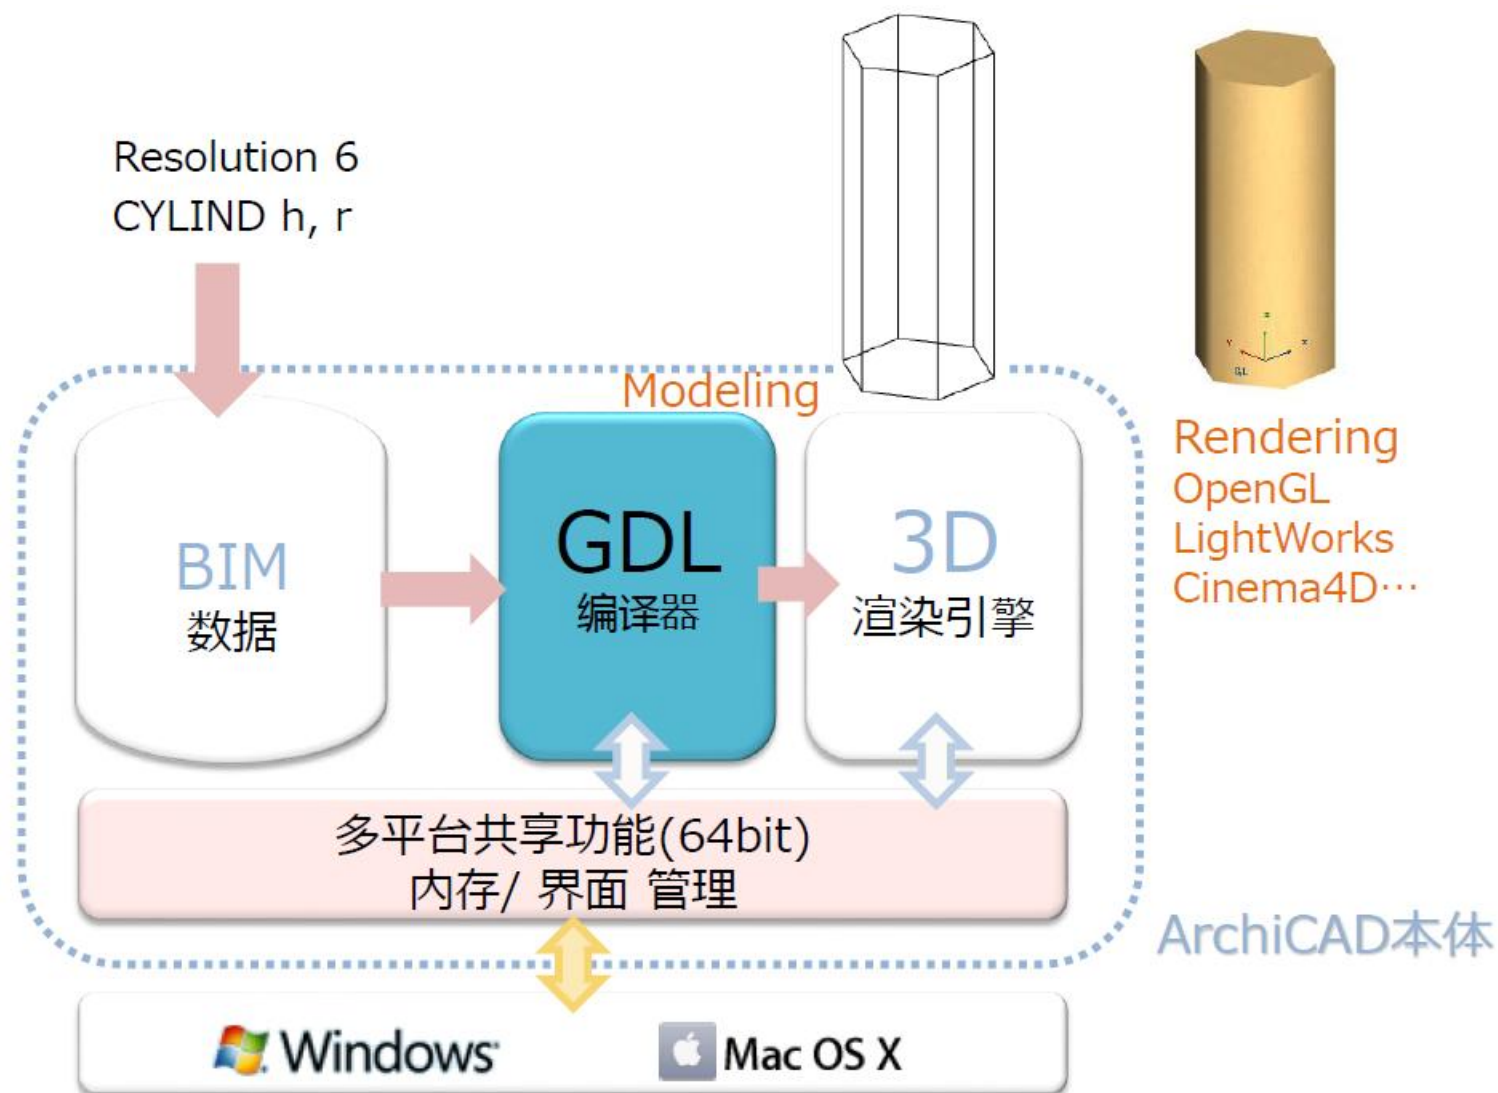 Resolution 6
CYLIND h, r
Modeling
Rendering
OpenGL
LightWorks
Cinema4D…
BIM
数据
GDL
编译器
3D
渲染引擎
多平台共享功能(64bit)
内存/ 界面 管理
ArchiCAD本体
Windows
Mac OS X